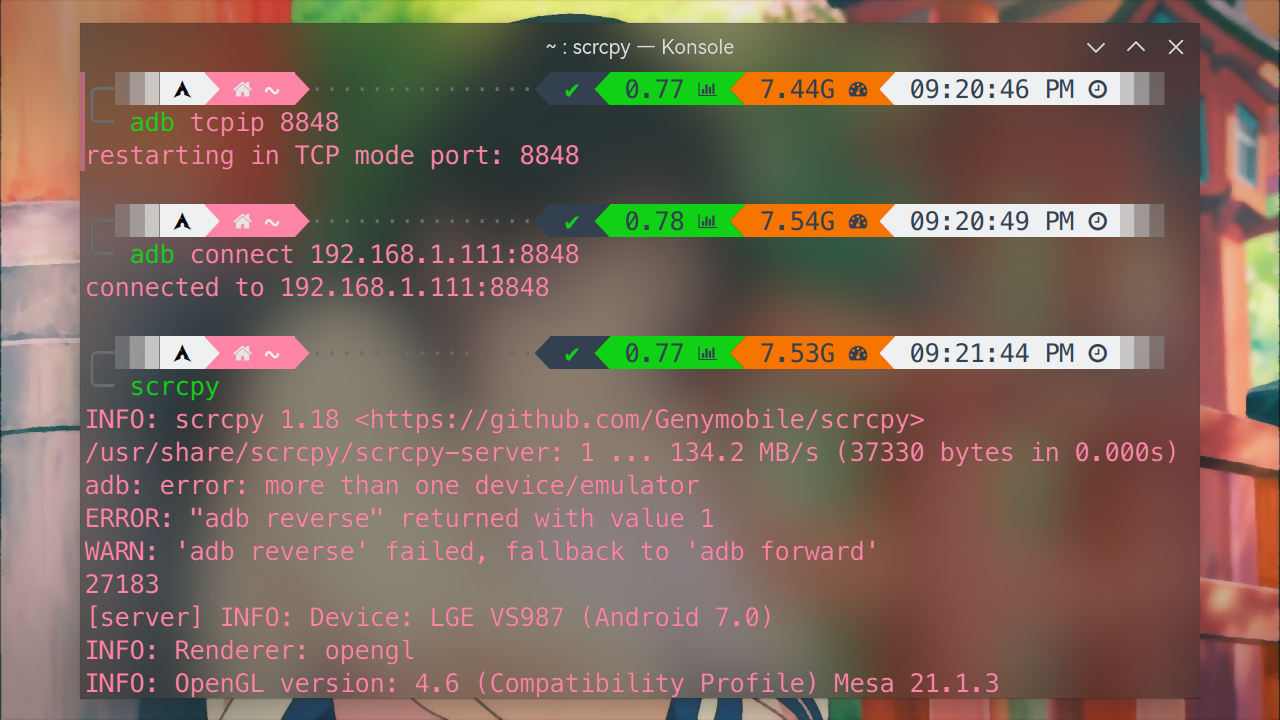 ~ : scrcpy — Konsole
~ ✔ 0.77 7.44G 09:20:46 PM
adb tcpip 8848
restarting in TCP mode port: 8848
~ ✔ 0.78 7.54G 09:20:49 PM
adb connect 192.168.1.111:8848
connected to 192.168.1.111:8848
~ ✔ 0.77 7.53G 09:21:44 PM
scrcpy
INFO: scrcpy 1.18 <https://github.com/Genymobile/scrcpy>
/usr/share/scrcpy/scrcpy-server: 1 ... 134.2 MB/s (37330 bytes in 0.000s)
adb: error: more than one device/emulator
ERROR: "adb reverse" returned with value 1
WARN: 'adb reverse' failed, fallback to 'adb forward'
27183
[server] INFO: Device: LGE VS987 (Android 7.0)
INFO: Renderer: opengl
INFO: OpenGL version: 4.6 (Compatibility Profile) Mesa 21.1.3